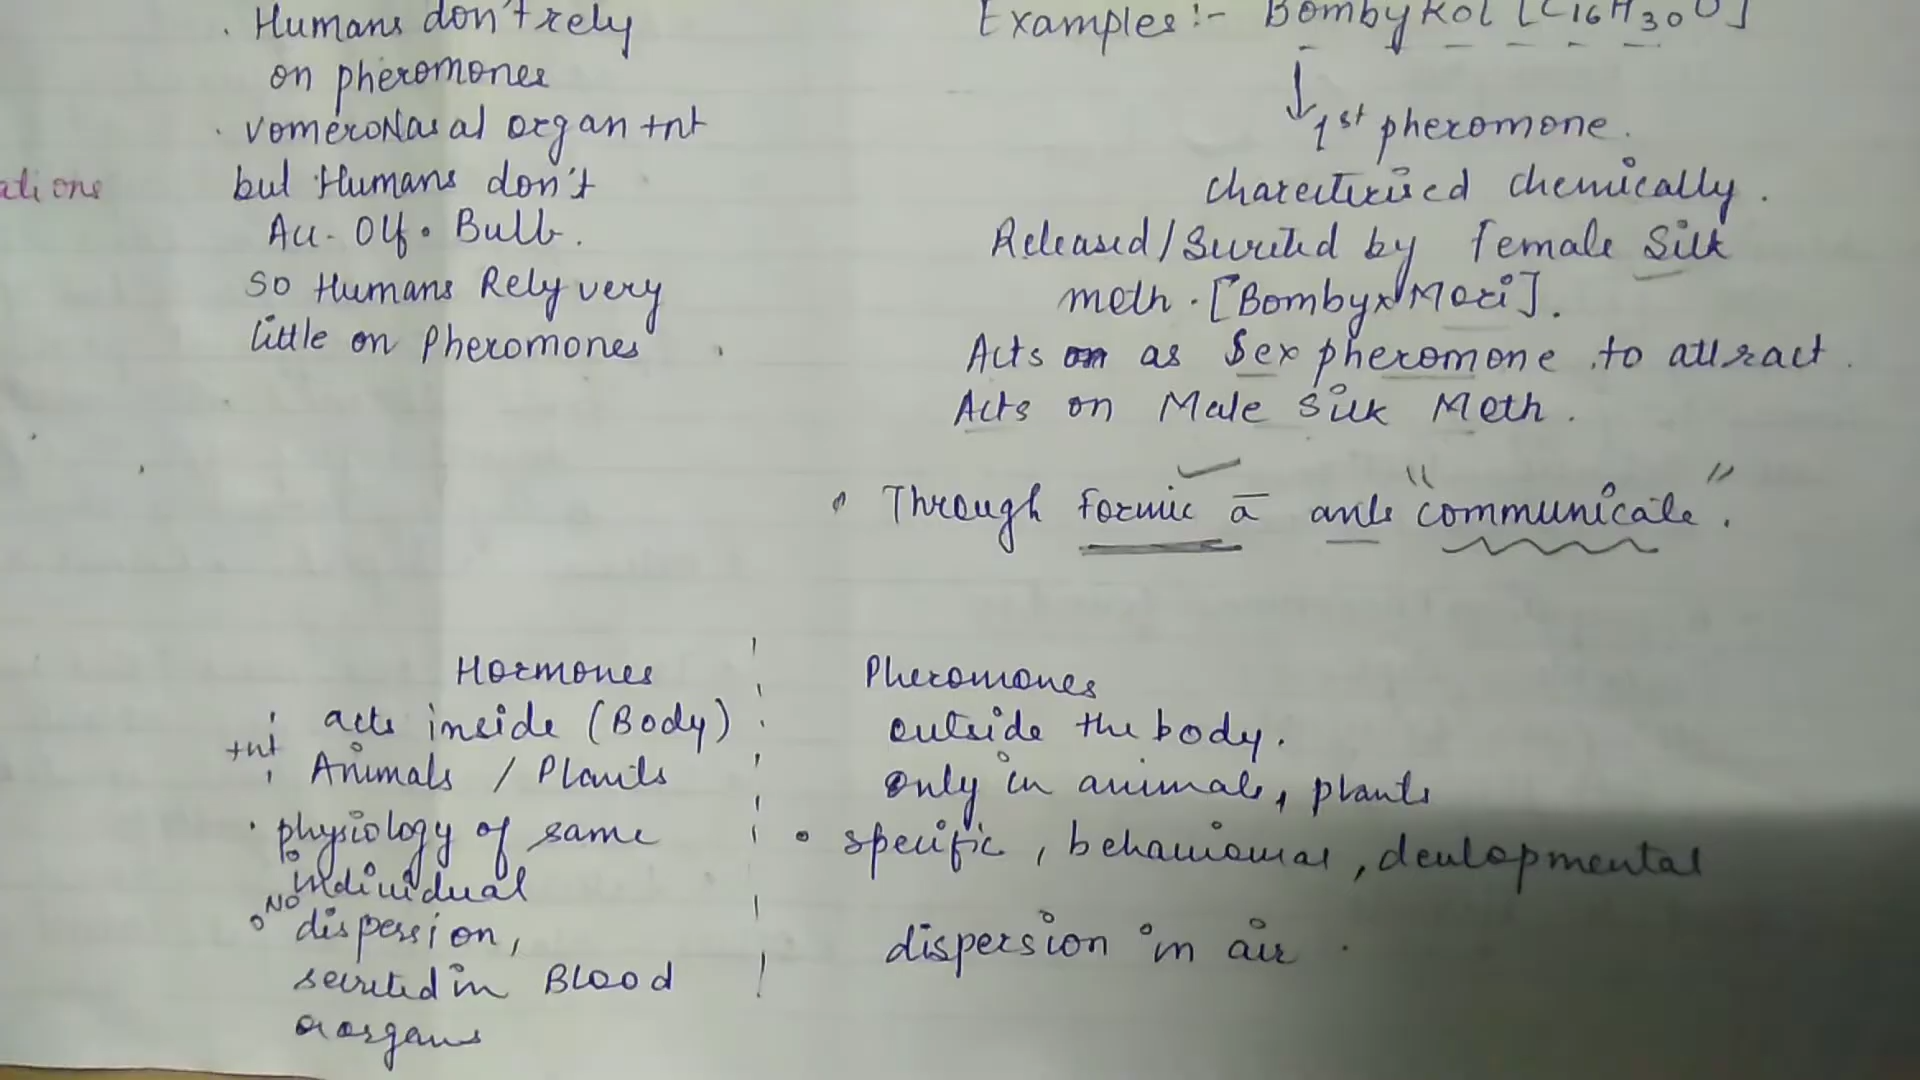 . Humans don't rely
on pheromones
. vomeroNasal organ +nt
ations
but Humans don't
Acc. Olf. Bulb.
so Humans Rely very
little on Pheromones
Examples :- Bombykol [C16H30O]
↓ 1st pheromone.
charecterised chemically.
Released/Secreted by female Silk
moth. [Bombyx Mori].
Acts as Sex pheromone to attract.
Acts on Male Silk Moth.
• Through formic a ants "communicate".
Hormones
acts inside (Body)
+nt
Animals / Plants
• physiology of same
individual
NO
o dispersion,
secreted in Blood
or organs
Pheromones
outside the body.
only in animals, plants
• specific, behavioural, developmental
dispersion in air.